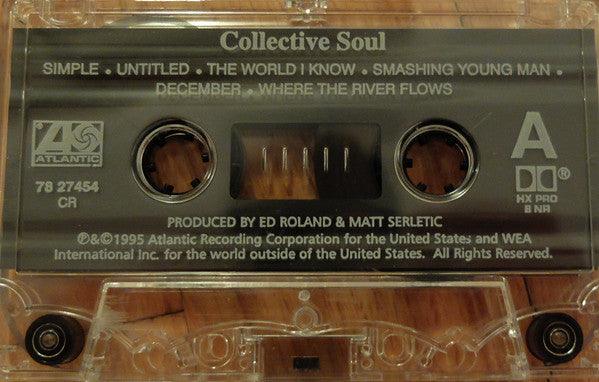 Collective Soul
SIMPLE • UNTITLED • THE WORLD I KNOW • SMASHING YOUNG MAN •
DECEMBER • WHERE THE RIVER FLOWS
ATLANTIC
A
78 27454
CR
HX PRO
B NR
PRODUCED BY ED ROLAND & MATT SERLETIC
℗&©1995 Atlantic Recording Corporation for the United States and WEA
International Inc. for the world outside of the United States. All Rights Reserved.